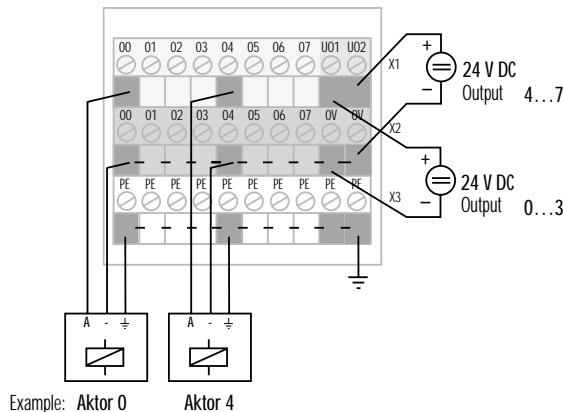 00 01 02 03 04 05 06 07 U01 U02
X1
+
24 V DC
Output 4...7
−
00 01 02 03 04 05 06 07 0V 0V
X2
+
24 V DC
Output 0...3
−
PE PE PE PE PE PE PE PE PE PE
X3
A -
A -
Example: Aktor 0 Aktor 4